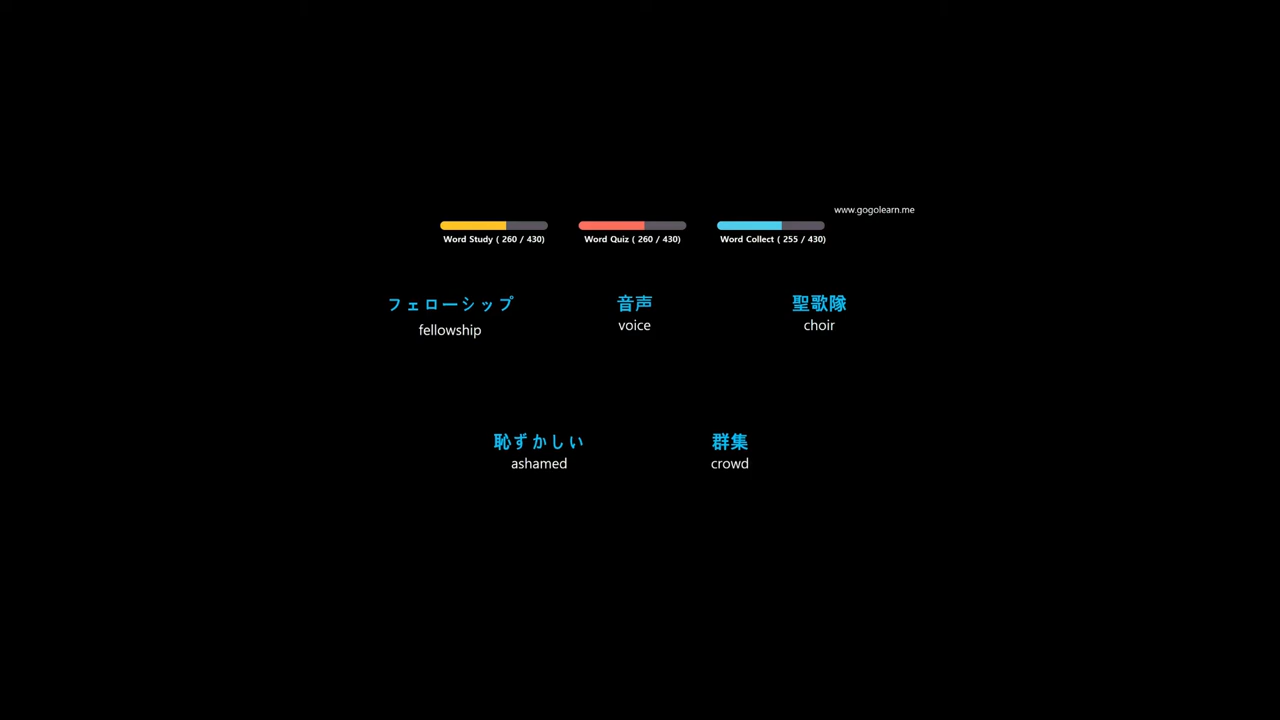 www.gogolearn.me
Word Study ( 260 / 430)
Word Quiz ( 260 / 430)
Word Collect ( 255 / 430)
フェローシップ
fellowship
音声
voice
聖歌隊
choir
恥ずかしい
ashamed
群集
crowd